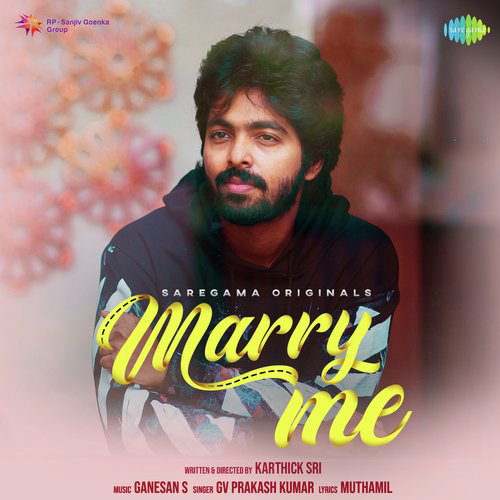 RP-Sanjiv Goenka
Group
saregama
SAREGAMA ORIGINALS
Marry
me
WRITTEN & DIRECTED BY KARTHICK SRI
MUSIC GANESAN S SINGER GV PRAKASH KUMAR LYRICS MUTHAMIL